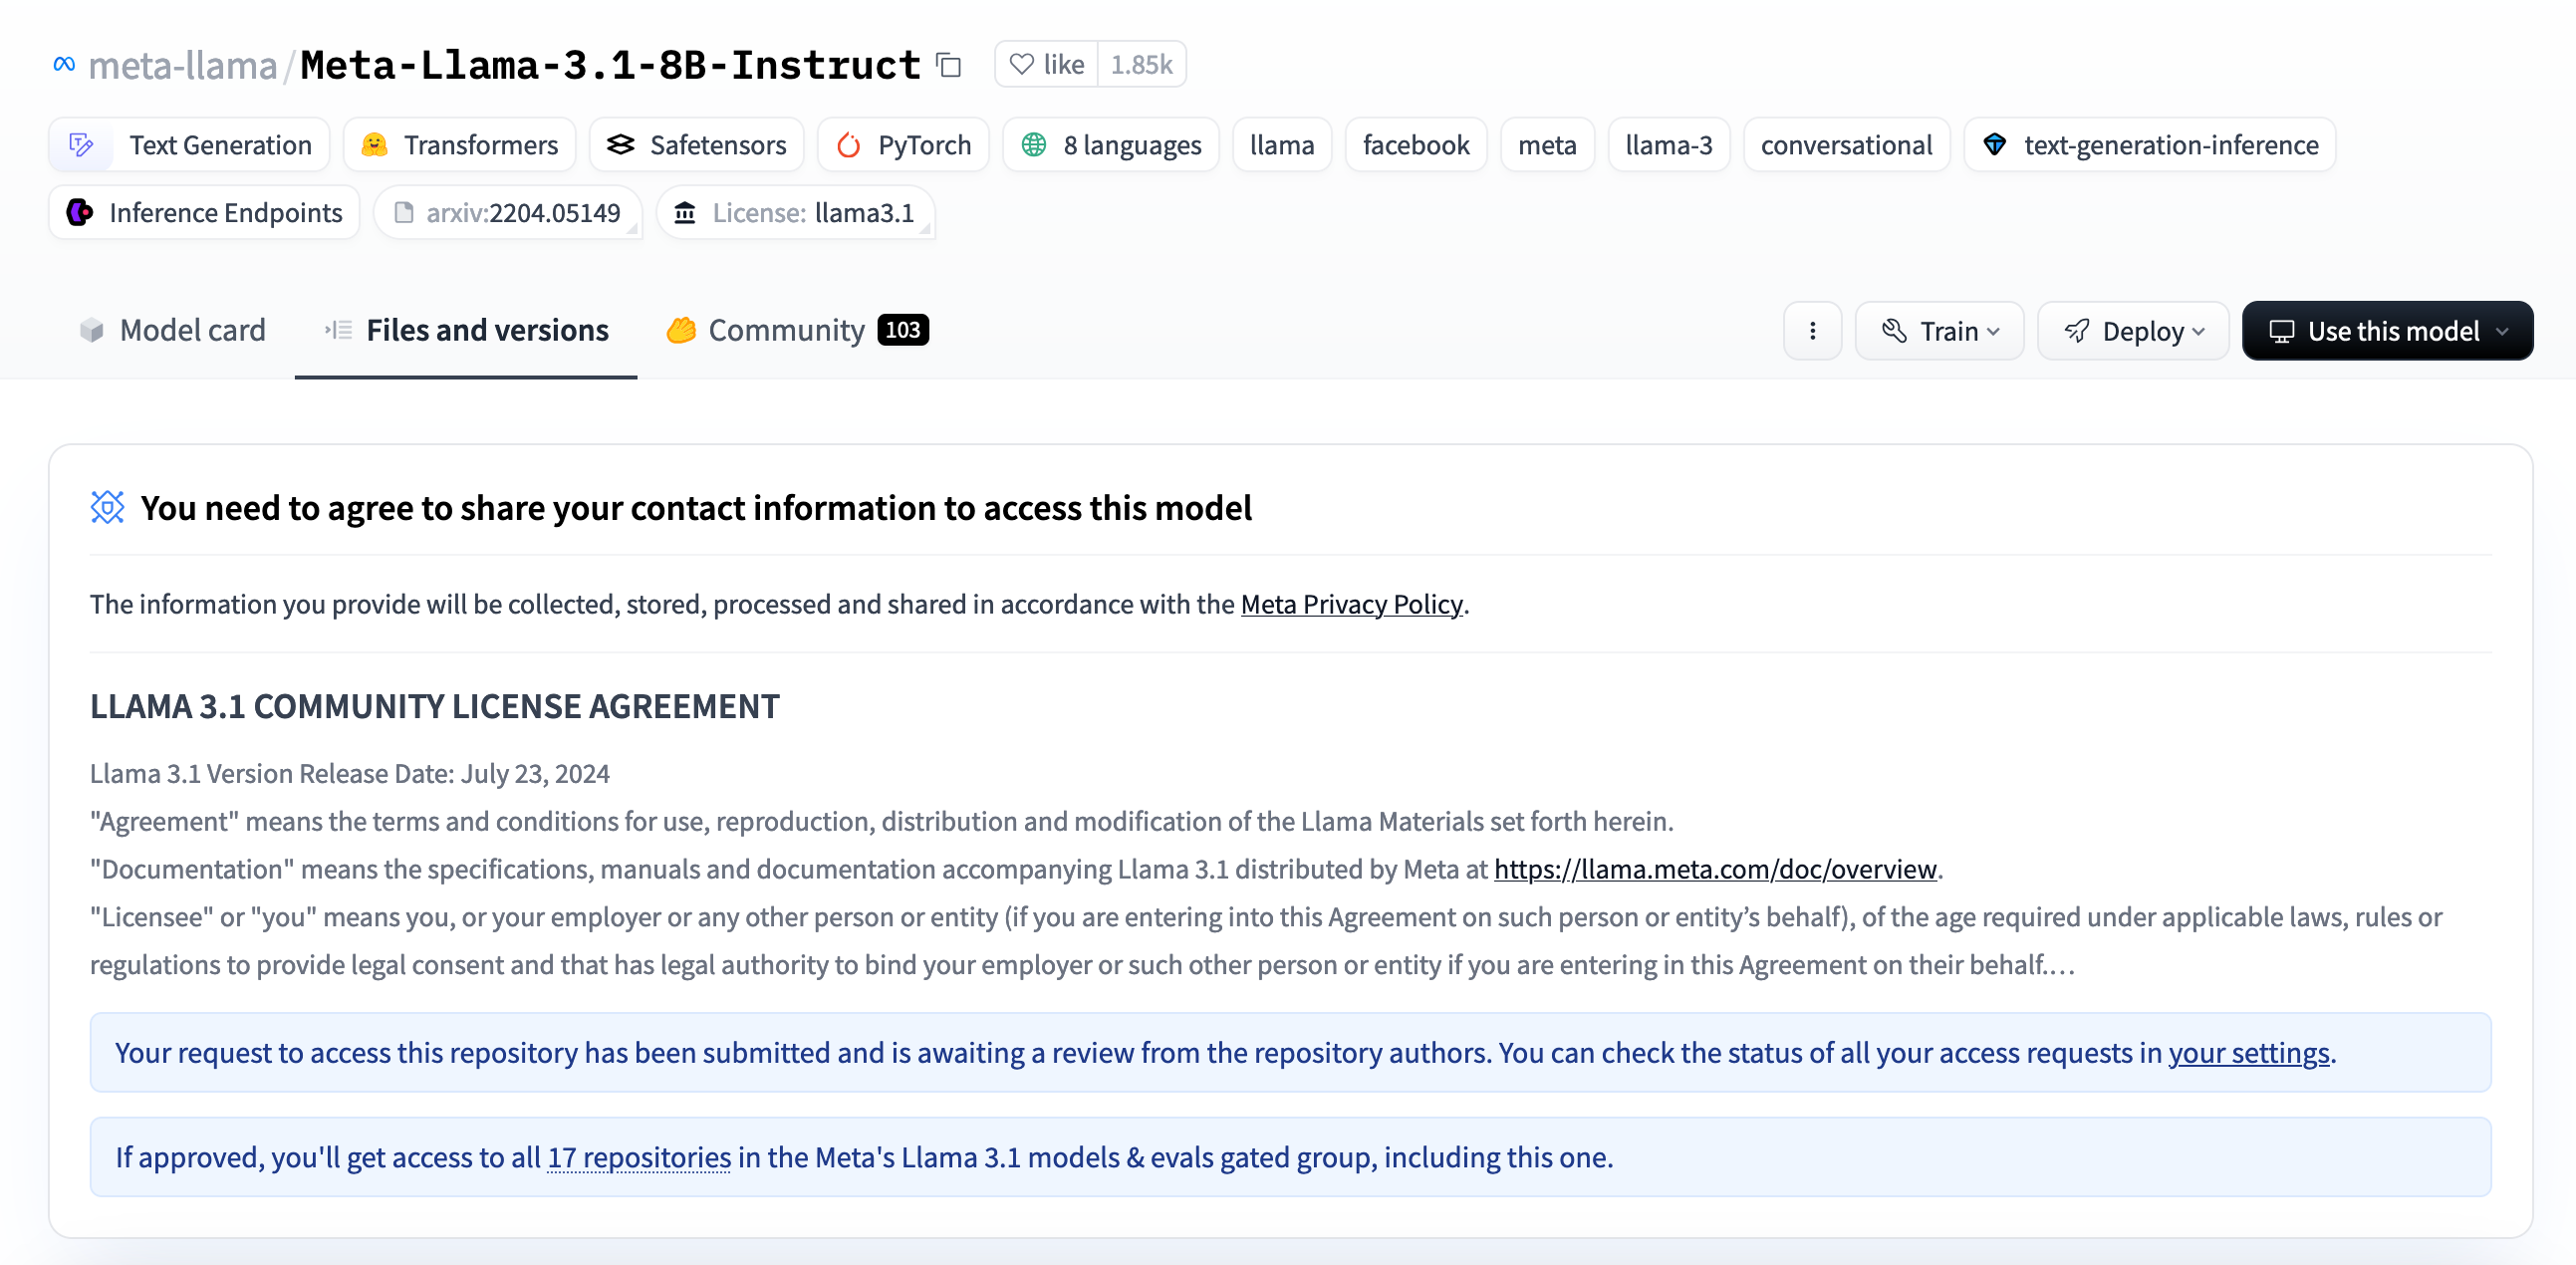 meta-llama/Meta-Llama-3.1-8B-Instruct like 1.85k
Text Generation Transformers Safetensors PyTorch 8 languages llama facebook meta llama-3 conversational text-generation-inference
Inference Endpoints arxiv:2204.05149 License: llama3.1
Model card Files and versions Community 103 Train Deploy Use this model
You need to agree to share your contact information to access this model
The information you provide will be collected, stored, processed and shared in accordance with the Meta Privacy Policy.
LLAMA 3.1 COMMUNITY LICENSE AGREEMENT
Llama 3.1 Version Release Date: July 23, 2024
"Agreement" means the terms and conditions for use, reproduction, distribution and modification of the Llama Materials set forth herein.
"Documentation" means the specifications, manuals and documentation accompanying Llama 3.1 distributed by Meta at https://llama.meta.com/doc/overview.
"Licensee" or "you" means you, or your employer or any other person or entity (if you are entering into this Agreement on such person or entity’s behalf), of the age required under applicable laws, rules or
regulations to provide legal consent and that has legal authority to bind your employer or such other person or entity if you are entering in this Agreement on their behalf.…
Your request to access this repository has been submitted and is awaiting a review from the repository authors. You can check the status of all your access requests in your settings.
If approved, you'll get access to all 17 repositories in the Meta's Llama 3.1 models & evals gated group, including this one.